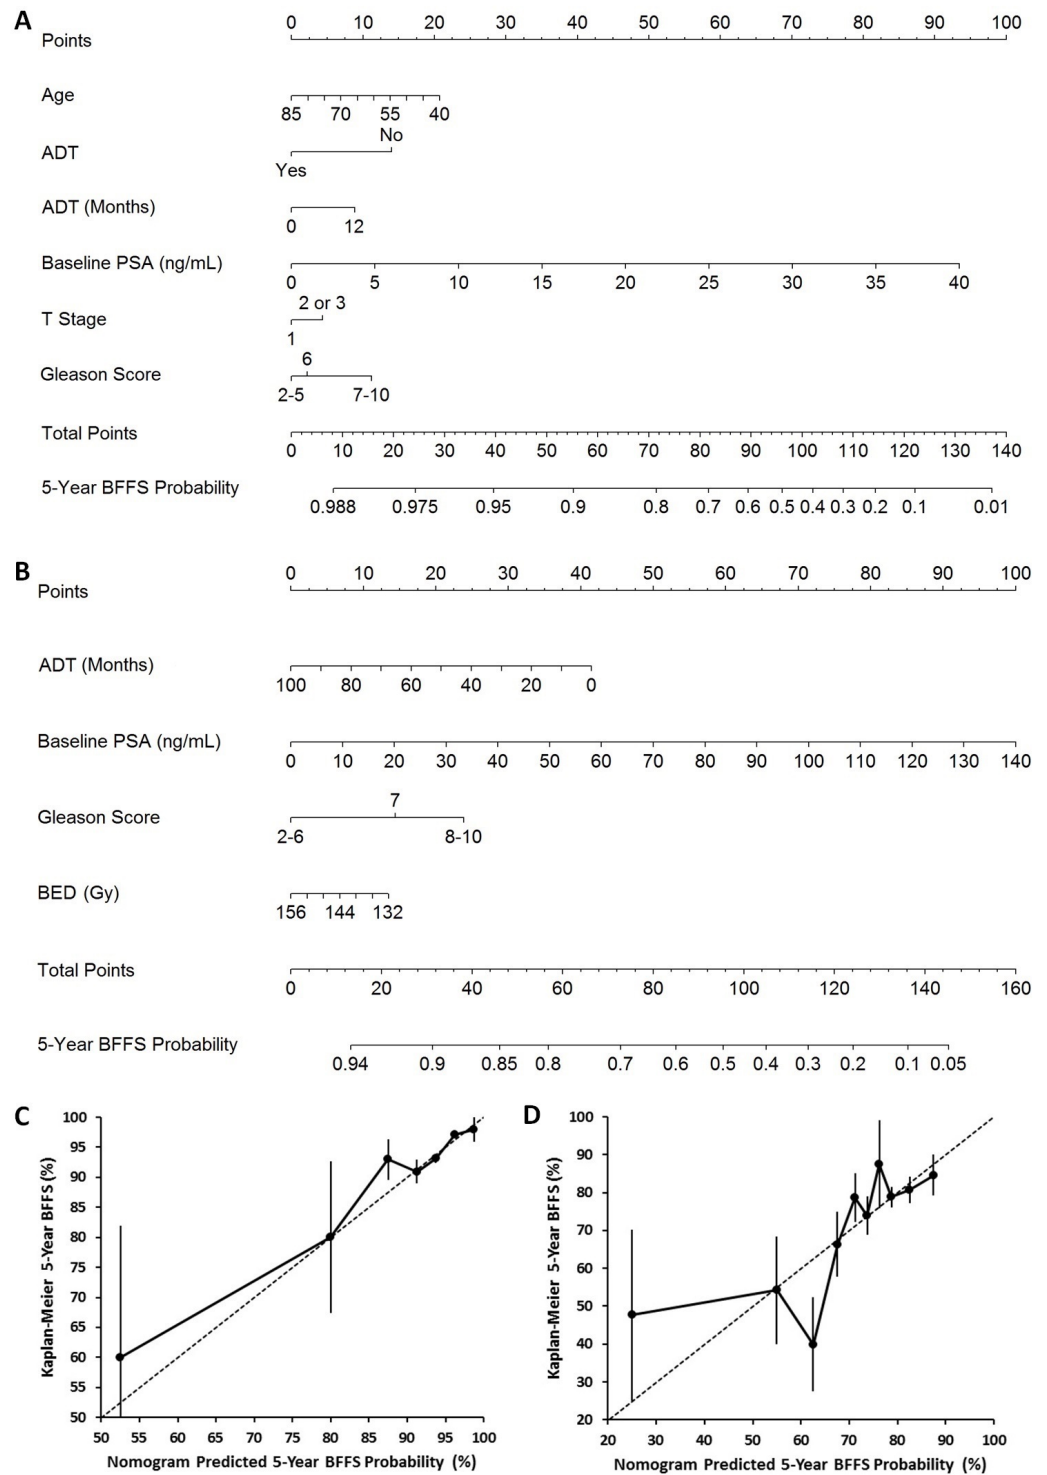 A
0 10 20 30 40 50 60 70 80 90 100
Points
Age
85 70 55 40
No
ADT
Yes
ADT (Months)
0 12
Baseline PSA (ng/mL)
0 5 10 15 20 25 30 35 40
2 or 3
T Stage
1
6
Gleason Score
2-5 7-10
Total Points
0 10 20 30 40 50 60 70 80 90 100 110 120 130 140
5-Year BFFS Probability
0.988 0.975 0.95 0.9 0.8 0.7 0.6 0.5 0.4 0.3 0.2 0.1 0.01
B
0 10 20 30 40 50 60 70 80 90 100
Points
ADT (Months)
100 80 60 40 20 0
Baseline PSA (ng/mL)
0 10 20 30 40 50 60 70 80 90 100 110 120 130 140
7
Gleason Score
2-6 8-10
BED (Gy)
156 144 132
Total Points
0 20 40 60 80 100 120 140 160
5-Year BFFS Probability
0.94 0.9 0.85 0.8 0.7 0.6 0.5 0.4 0.3 0.2 0.1 0.05
C
Kaplan-Meier 5-Year BFFS (%)
100
95
90
85
80
75
70
65
60
55
50
50 55 60 65 70 75 80 85 90 95 100
Nomogram Predicted 5-Year BFFS Probability (%)
D
Kaplan-Meier 5-Year BFFS (%)
100
90
80
70
60
50
40
30
20
20 30 40 50 60 70 80 90 100
Nomogram Predicted 5-Year BFFS Probability (%)